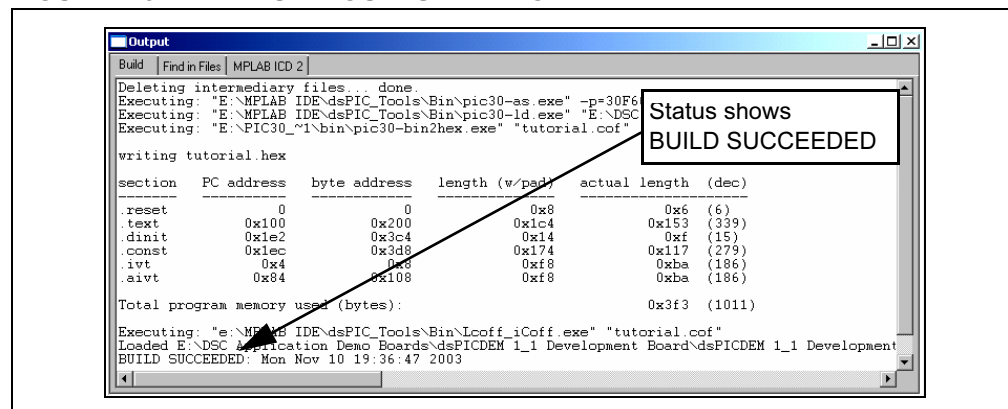 Output
Build Find in Files MPLAB ICD 2
Deleting intermediary files... done.
Executing: "E:\MPLAB IDE\dsPIC_Tools\Bin\pic30-as.exe" -p=30F60
Executing: "E:\MPLAB IDE\dsPIC_Tools\Bin\pic30-ld.exe" "E:\DSC
Executing: "E:\PIC30_~1\bin\pic30-bin2hex.exe" "tutorial.cof"
Status shows
BUILD SUCCEEDED
writing tutorial.hex
section PC address byte address length (w/pad) actual length (dec)
.reset 0 0 0x8 0x6 (6)
.text 0x100 0x200 0x1c4 0x153 (339)
.dinit 0x1e2 0x3c4 0x14 0xf (15)
.const 0x1ec 0x3d8 0x174 0x117 (279)
.ivt 0x4 0x8 0xf8 0xba (186)
.aivt 0x84 0x108 0xf8 0xba (186)
Total program memory used (bytes): 0x3f3 (1011)
Executing: "e:\MPLAB IDE\dsPIC_Tools\Bin\Lcoff_iCoff.exe" "tutorial.cof"
Loaded E:\DSC Application Demo Boards\dsPICDEM 1_1 Development Board\dsPICDEM 1_1 Development
BUILD SUCCEEDED: Mon Nov 10 19:36:47 2003